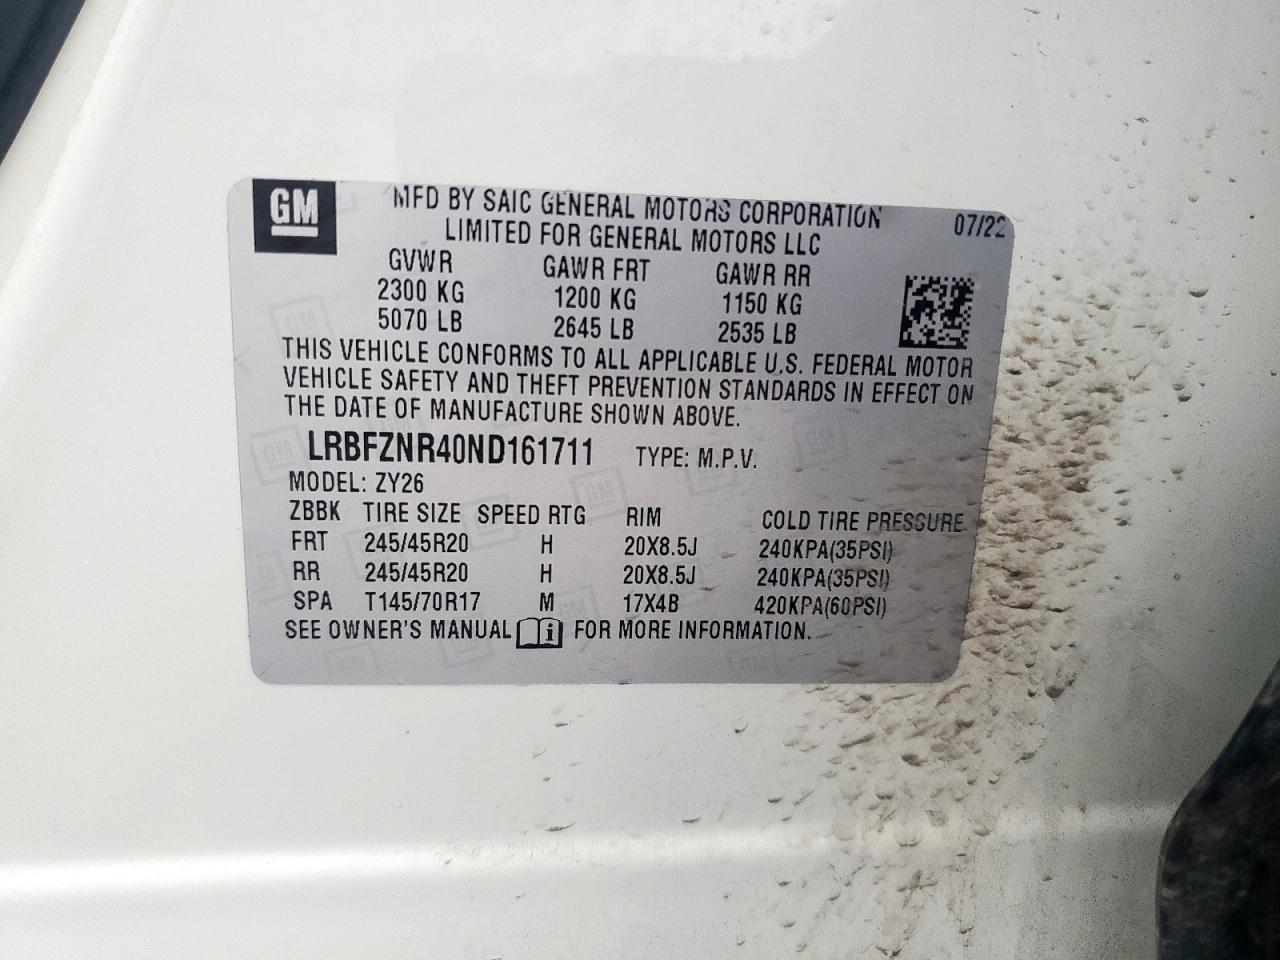 GM
MFD BY SAIC GENERAL MOTORS CORPORATION 07/22
LIMITED FOR GENERAL MOTORS LLC
GVWR GAWR FRT GAWR RR
2300 KG 1200 KG 1150 KG
5070 LB 2645 LB 2535 LB
THIS VEHICLE CONFORMS TO ALL APPLICABLE U.S. FEDERAL MOTOR
VEHICLE SAFETY AND THEFT PREVENTION STANDARDS IN EFFECT ON
THE DATE OF MANUFACTURE SHOWN ABOVE.
LRBFZNR40ND161711 TYPE: M.P.V.
MODEL: ZY26
ZBBK TIRE SIZE SPEED RTG RIM COLD TIRE PRESSURE
FRT 245/45R20 H 20X8.5J 240KPA(35PSI)
RR 245/45R20 H 20X8.5J 240KPA(35PSI)
SPA T145/70R17 M 17X4B 420KPA(60PSI)
SEE OWNER'S MANUAL i FOR MORE INFORMATION.